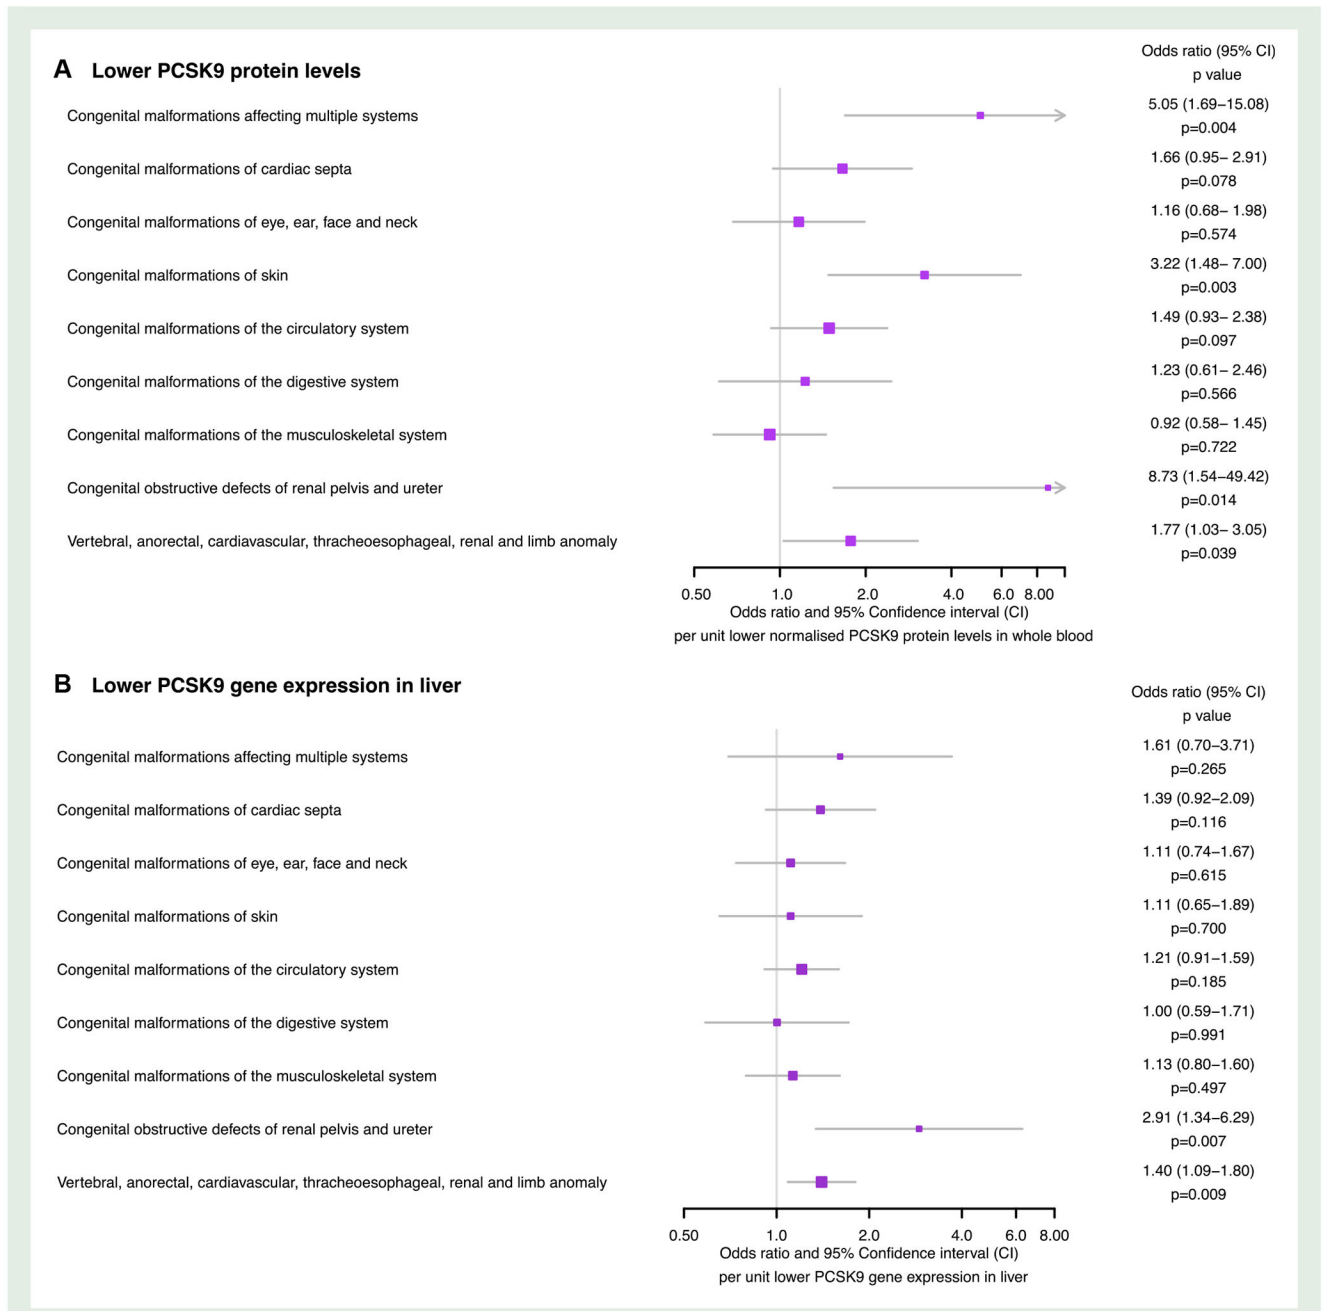 Odds ratio (95% CI)
A Lower PCSK9 protein levels
p value
Congenital malformations affecting multiple systems
5.05 (1.69–15.08)
p=0.004
Congenital malformations of cardiac septa
1.66 (0.95– 2.91)
p=0.078
Congenital malformations of eye, ear, face and neck
1.16 (0.68– 1.98)
p=0.574
Congenital malformations of skin
3.22 (1.48– 7.00)
p=0.003
Congenital malformations of the circulatory system
1.49 (0.93– 2.38)
p=0.097
Congenital malformations of the digestive system
1.23 (0.61– 2.46)
p=0.566
Congenital malformations of the musculoskeletal system
0.92 (0.58– 1.45)
p=0.722
Congenital obstructive defects of renal pelvis and ureter
8.73 (1.54–49.42)
p=0.014
Vertebral, anorectal, cardiavascular, thracheoesophageal, renal and limb anomaly
1.77 (1.03– 3.05)
p=0.039
0.50 1.0 2.0 4.0 6.0 8.00
Odds ratio and 95% Confidence interval (CI)
per unit lower normalised PCSK9 protein levels in whole blood
B Lower PCSK9 gene expression in liver
Odds ratio (95% CI)
p value
Congenital malformations affecting multiple systems
1.61 (0.70–3.71)
p=0.265
Congenital malformations of cardiac septa
1.39 (0.92–2.09)
p=0.116
Congenital malformations of eye, ear, face and neck
1.11 (0.74–1.67)
p=0.615
Congenital malformations of skin
1.11 (0.65–1.89)
p=0.700
Congenital malformations of the circulatory system
1.21 (0.91–1.59)
p=0.185
Congenital malformations of the digestive system
1.00 (0.59–1.71)
p=0.991
Congenital malformations of the musculoskeletal system
1.13 (0.80–1.60)
p=0.497
Congenital obstructive defects of renal pelvis and ureter
2.91 (1.34–6.29)
p=0.007
Vertebral, anorectal, cardiavascular, thracheoesophageal, renal and limb anomaly
1.40 (1.09–1.80)
p=0.009
0.50 1.0 2.0 4.0 6.0 8.00
Odds ratio and 95% Confidence interval (CI)
per unit lower PCSK9 gene expression in liver